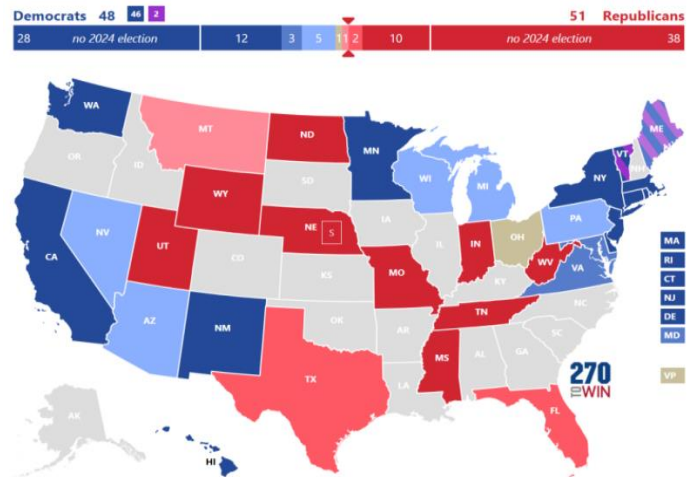 Democrats 48 46 2 51 Republicans
28 no 2024 election 12 3 5 1 1 2 10 no 2024 election 38
WA
ME
MT
ND
VT
MN
OR
NH
ID
SD
WI
NY
WY
MI
IA
PA
NE S
NV
OH
IL
IN
UT
CO
WV
CA
VA
KS
MO
KY
NC
TN
OK
AZ
NM
AR
SC
MS
AL
GA
TX
LA
FL
AK
HI
270
TO WIN
MA
RI
CT
NJ
DE
MD
VP